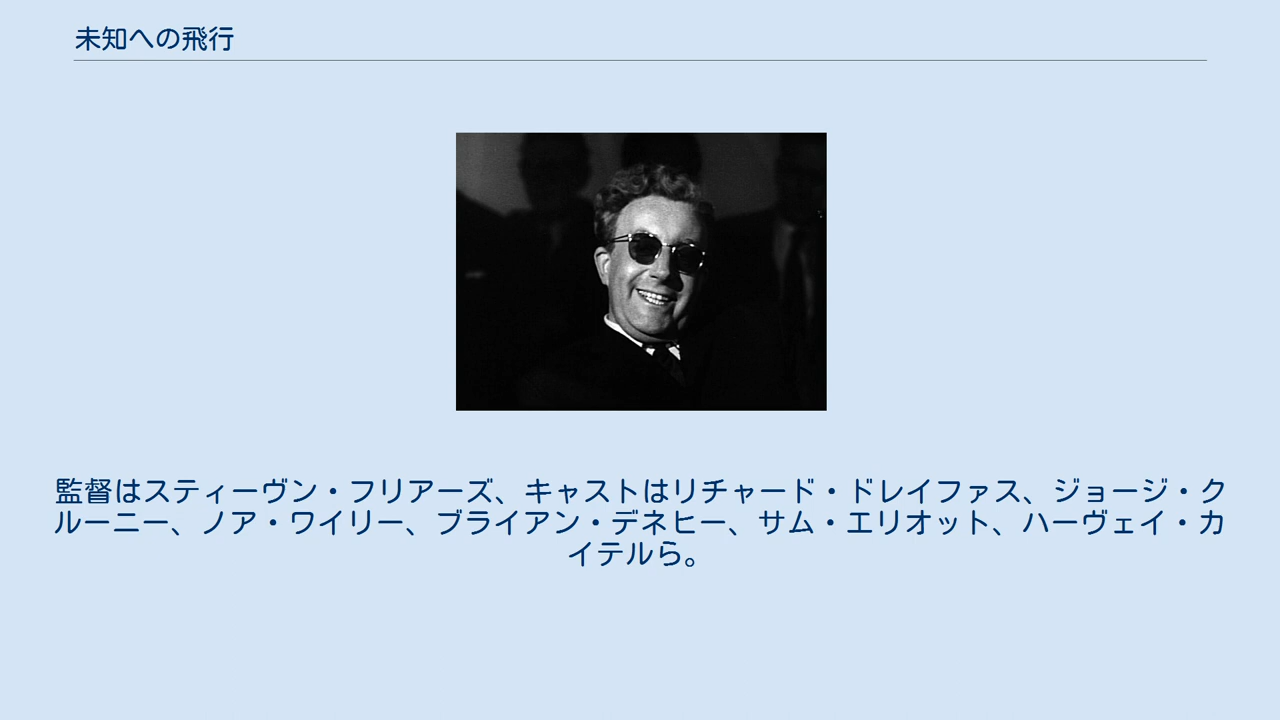 未知への飛行
監督はスティーヴン・フリアーズ、キャストはリチャード・ドレイファス、ジョージ・ク
ルーニー、ノア・ワイリー、ブライアン・デネヒー、サム・エリオット、ハーヴェイ・カ
イテルら。